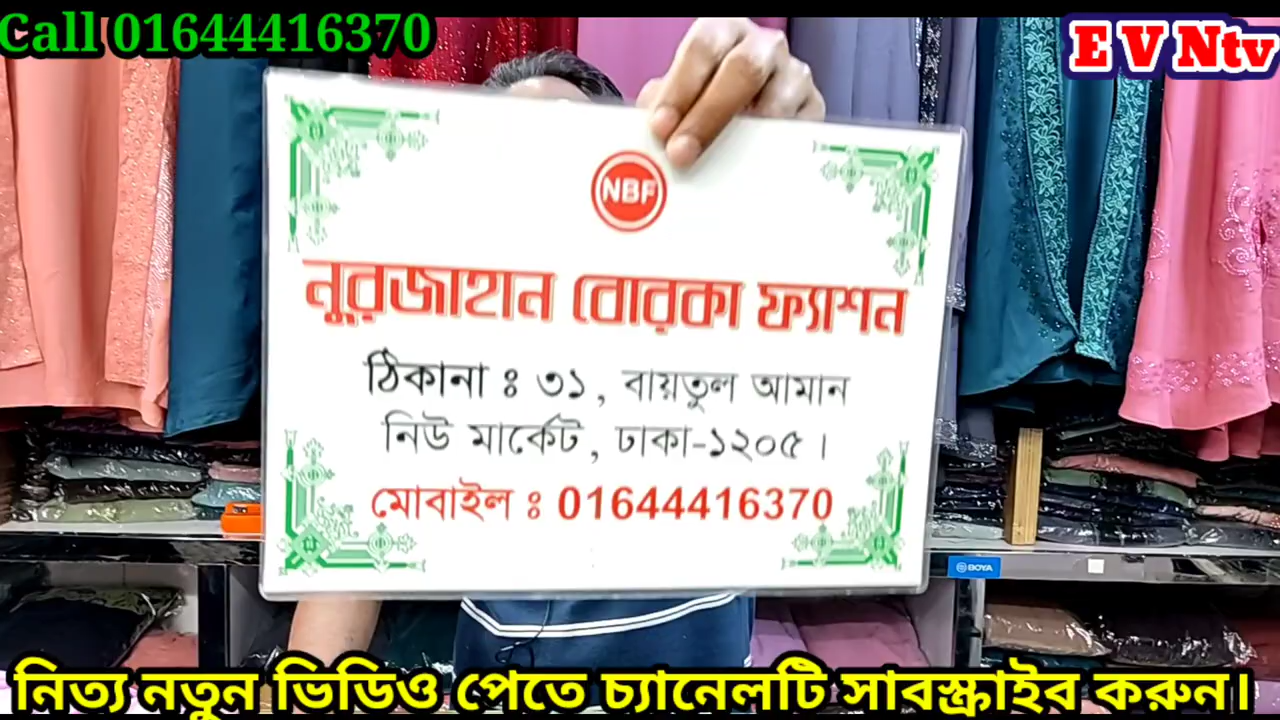 Call 01644416370
E V Ntv
NBF
নুরজাহান বোরকা ফ্যাশন
ঠিকানা ঃ ৩১, বায়তুল আমান
নিউ মার্কেট, ঢাকা-১২০৫।
মোবাইল ঃ 01644416370
BOYA
নিত্য নতুন ভিডিও পেতে চ্যানেলটি সাবস্ক্রাইব করুন।